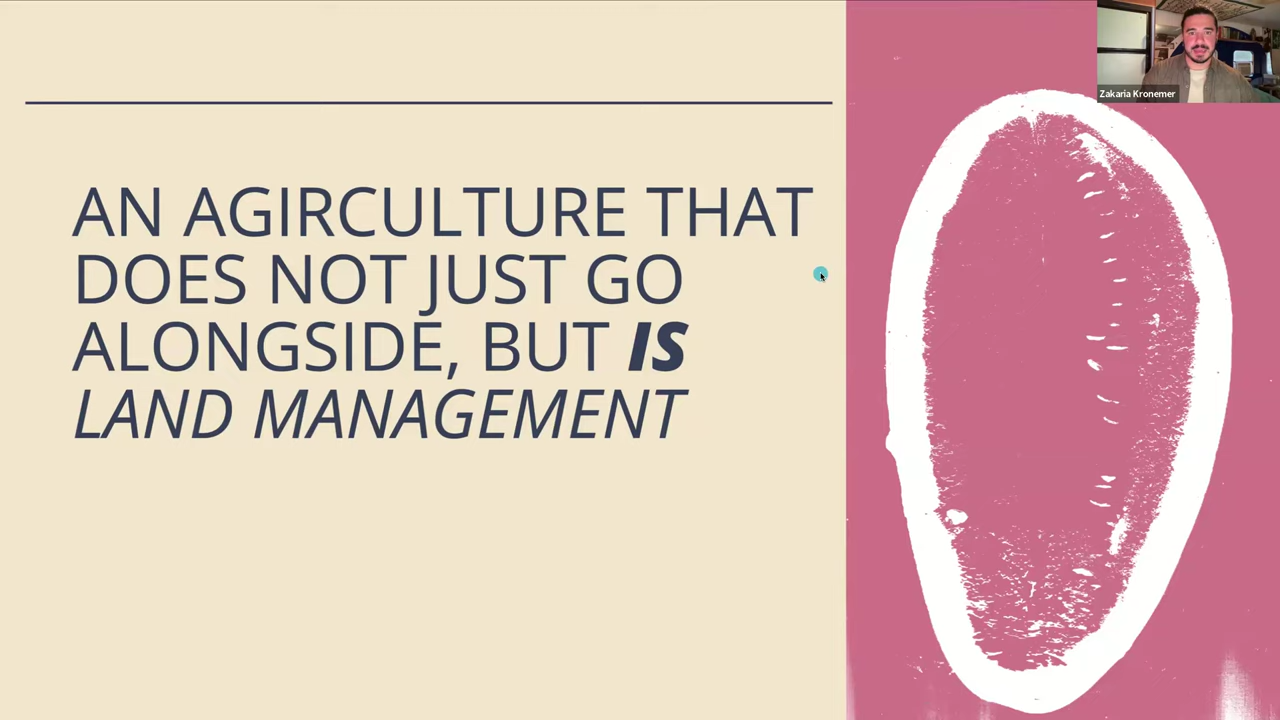 Zakaria Kronemer
AN AGIRCULTURE THAT
DOES NOT JUST GO
ALONGSIDE, BUT IS
LAND MANAGEMENT